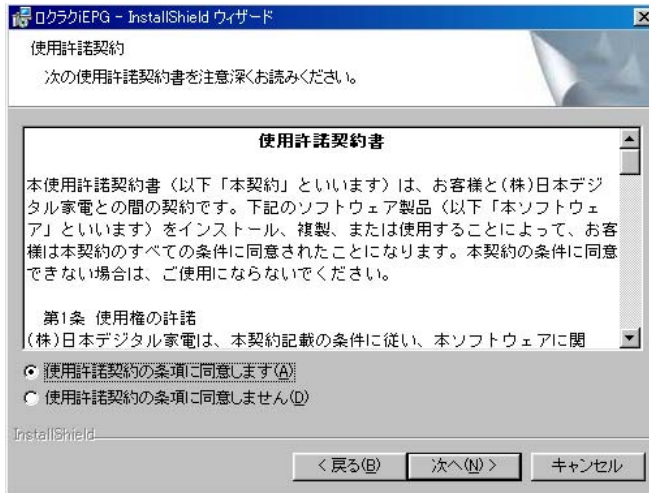 ロクラクiEPG - InstallShield ウィザード
使用許諾契約
次の使用許諾契約書を注意深くお読みください。
使用許諾契約書
本使用許諾契約書（以下「本契約」といいます）は、お客様と(株)日本デジ
タル家電との間の契約です。下記のソフトウェア製品（以下「本ソフトウェ
ア」といいます）をインストール、複製、または使用することによって、お客
様は本契約のすべての条件に同意されたことになります。本契約の条件に同意
できない場合は、ご使用にならないでください。
第1条 使用権の許諾
(株)日本デジタル家電は、本契約記載の条件に従い、本ソフトウェアに関
使用許諾契約の条項に同意します(A)
使用許諾契約の条項に同意しません(D)
InstallShield
< 戻る(B) 次へ(N) > キャンセル